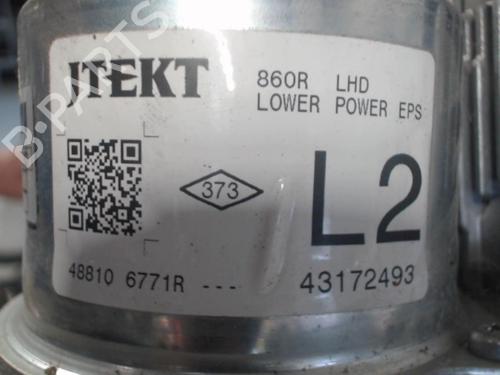 JTEKT
860R LHD
LOWER POWER EPS
373
L2
48810 6771R ---
43172493
B-PARTS